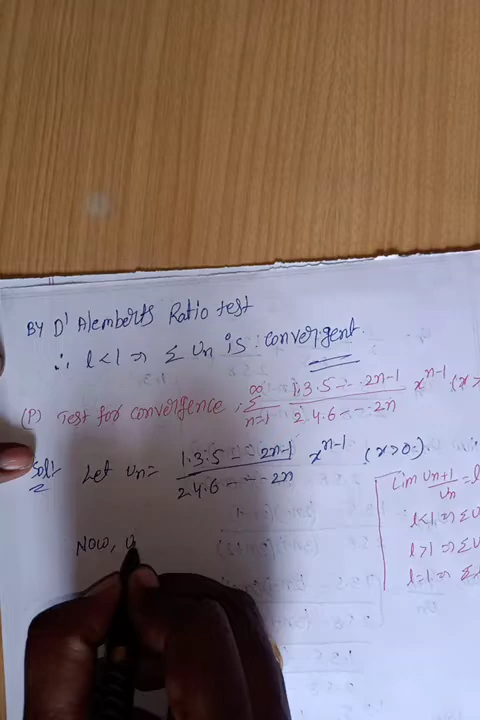 BY D' Alemberts Ratio test
∴ l<1 ⇒ Σ Un is convergent.
(P) Test for convergence Σ^∞_{n=1} 1.3.5 - - 2n-1 / 2.4.6 - - - 2n x^{n-1} (x>
Sol: Let Un = 1.3.5 2n-1 / 2.4.6 - - - 2n x^{n-1} (x>0)
Lim Un+1 / Un = l
l<1 ⇒ ΣU
l>1 ⇒ ΣU
l=1 ⇒ Σ
Now, U